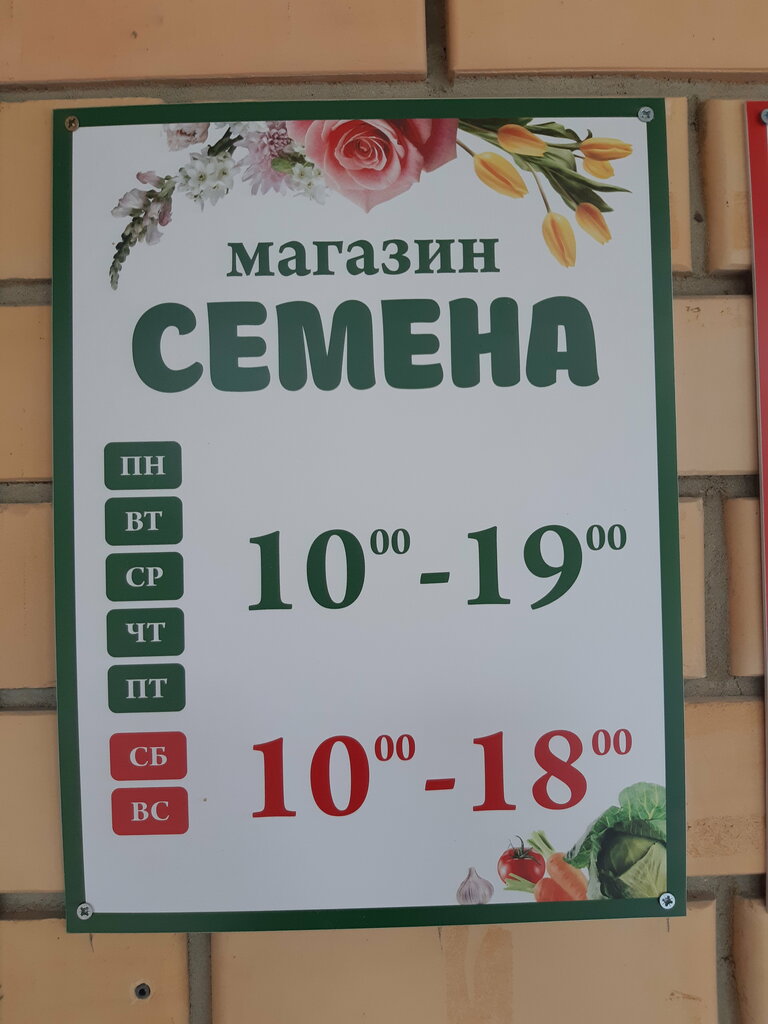 магазин
СЕМЕНА
ПН
ВТ
СР
ЧТ
ПТ
10⁰⁰-19⁰⁰
СБ
ВС
10⁰⁰-18⁰⁰